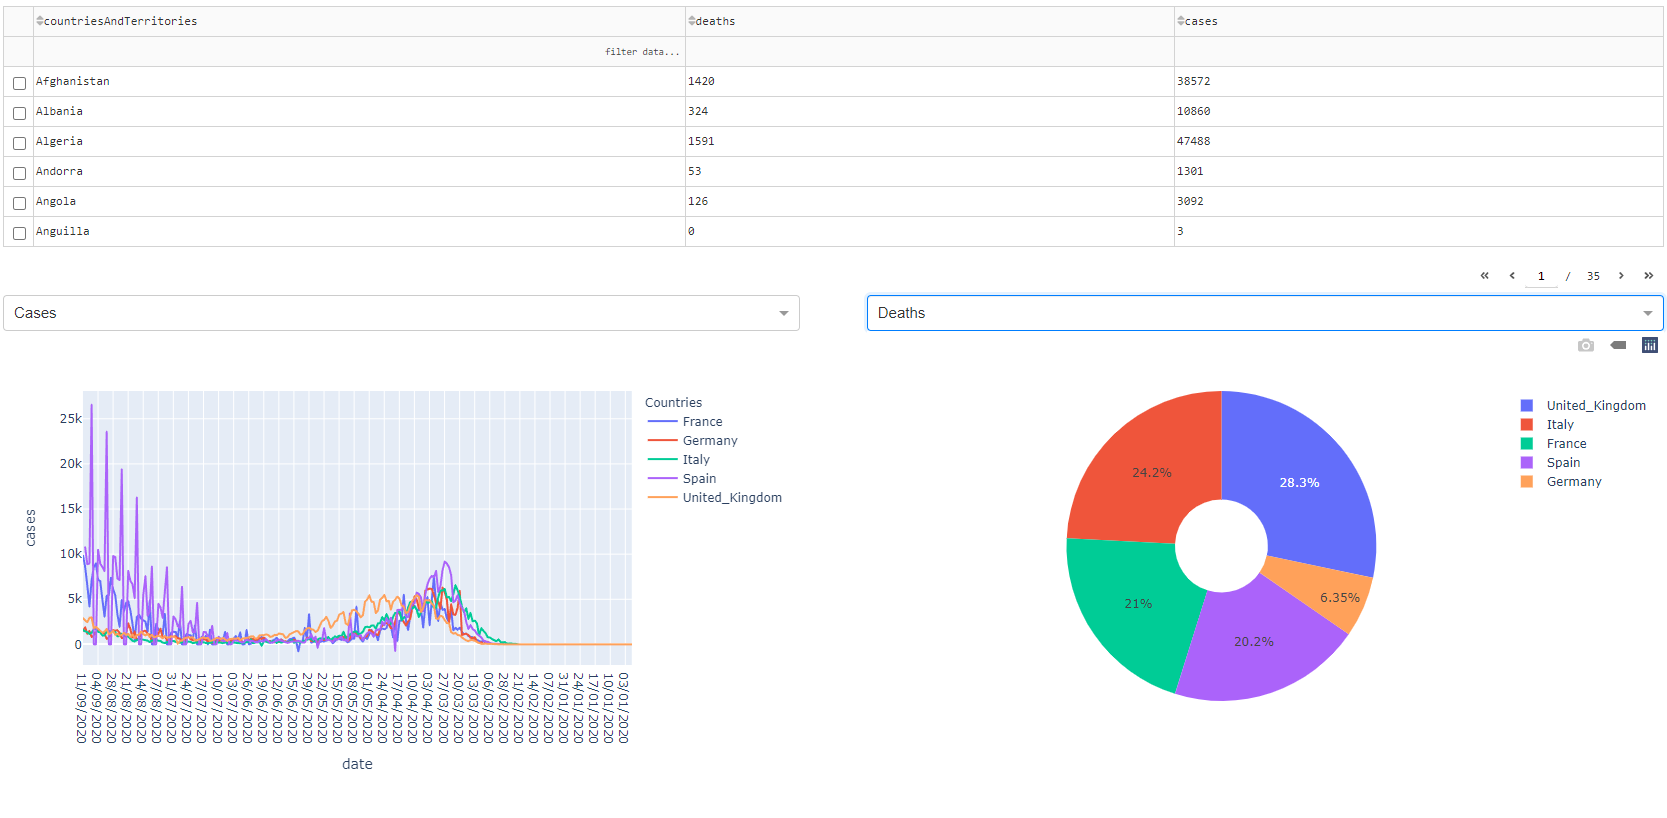 countriesAndTerritories deaths cases
filter data...
Afghanistan 1420 38572
Albania 324 10860
Algeria 1591 47488
Andorra 53 1301
Angola 126 3092
Anguilla 0 3
« ‹ 1 / 35 › »
Cases
Deaths
cases
25k
20k
15k
10k
5k
0
11/09/2020
04/09/2020
28/08/2020
21/08/2020
14/08/2020
07/08/2020
31/07/2020
24/07/2020
17/07/2020
10/07/2020
03/07/2020
26/06/2020
19/06/2020
12/06/2020
05/06/2020
29/05/2020
22/05/2020
15/05/2020
08/05/2020
01/05/2020
24/04/2020
17/04/2020
10/04/2020
03/04/2020
27/03/2020
20/03/2020
13/03/2020
06/03/2020
28/02/2020
21/02/2020
14/02/2020
07/02/2020
31/01/2020
24/01/2020
17/01/2020
10/01/2020
03/01/2020
date
Countries
France
Germany
Italy
Spain
United_Kingdom
24.2%
28.3%
21%
6.35%
20.2%
United_Kingdom
Italy
France
Spain
Germany